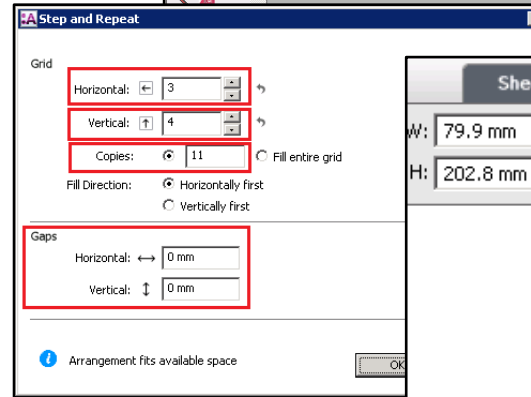 Step and Repeat
Grid
Horizontal: 3
Vertical: 4
Copies: 11 Fill entire grid
Fill Direction: Horizontally first
Vertically first
Gaps
Horizontal: 0 mm
Vertical: 0 mm
Arrangement fits available space
OK
She
W: 79.9 mm
H: 202.8 mm